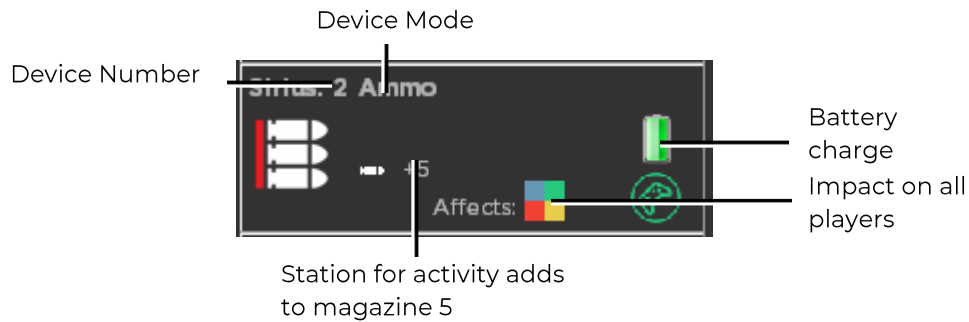 Device Mode
Device Number
Sirius: 2 Ammo
Battery
charge
+5
Impact on all
players
Affects:
Station for activity adds
to magazine 5